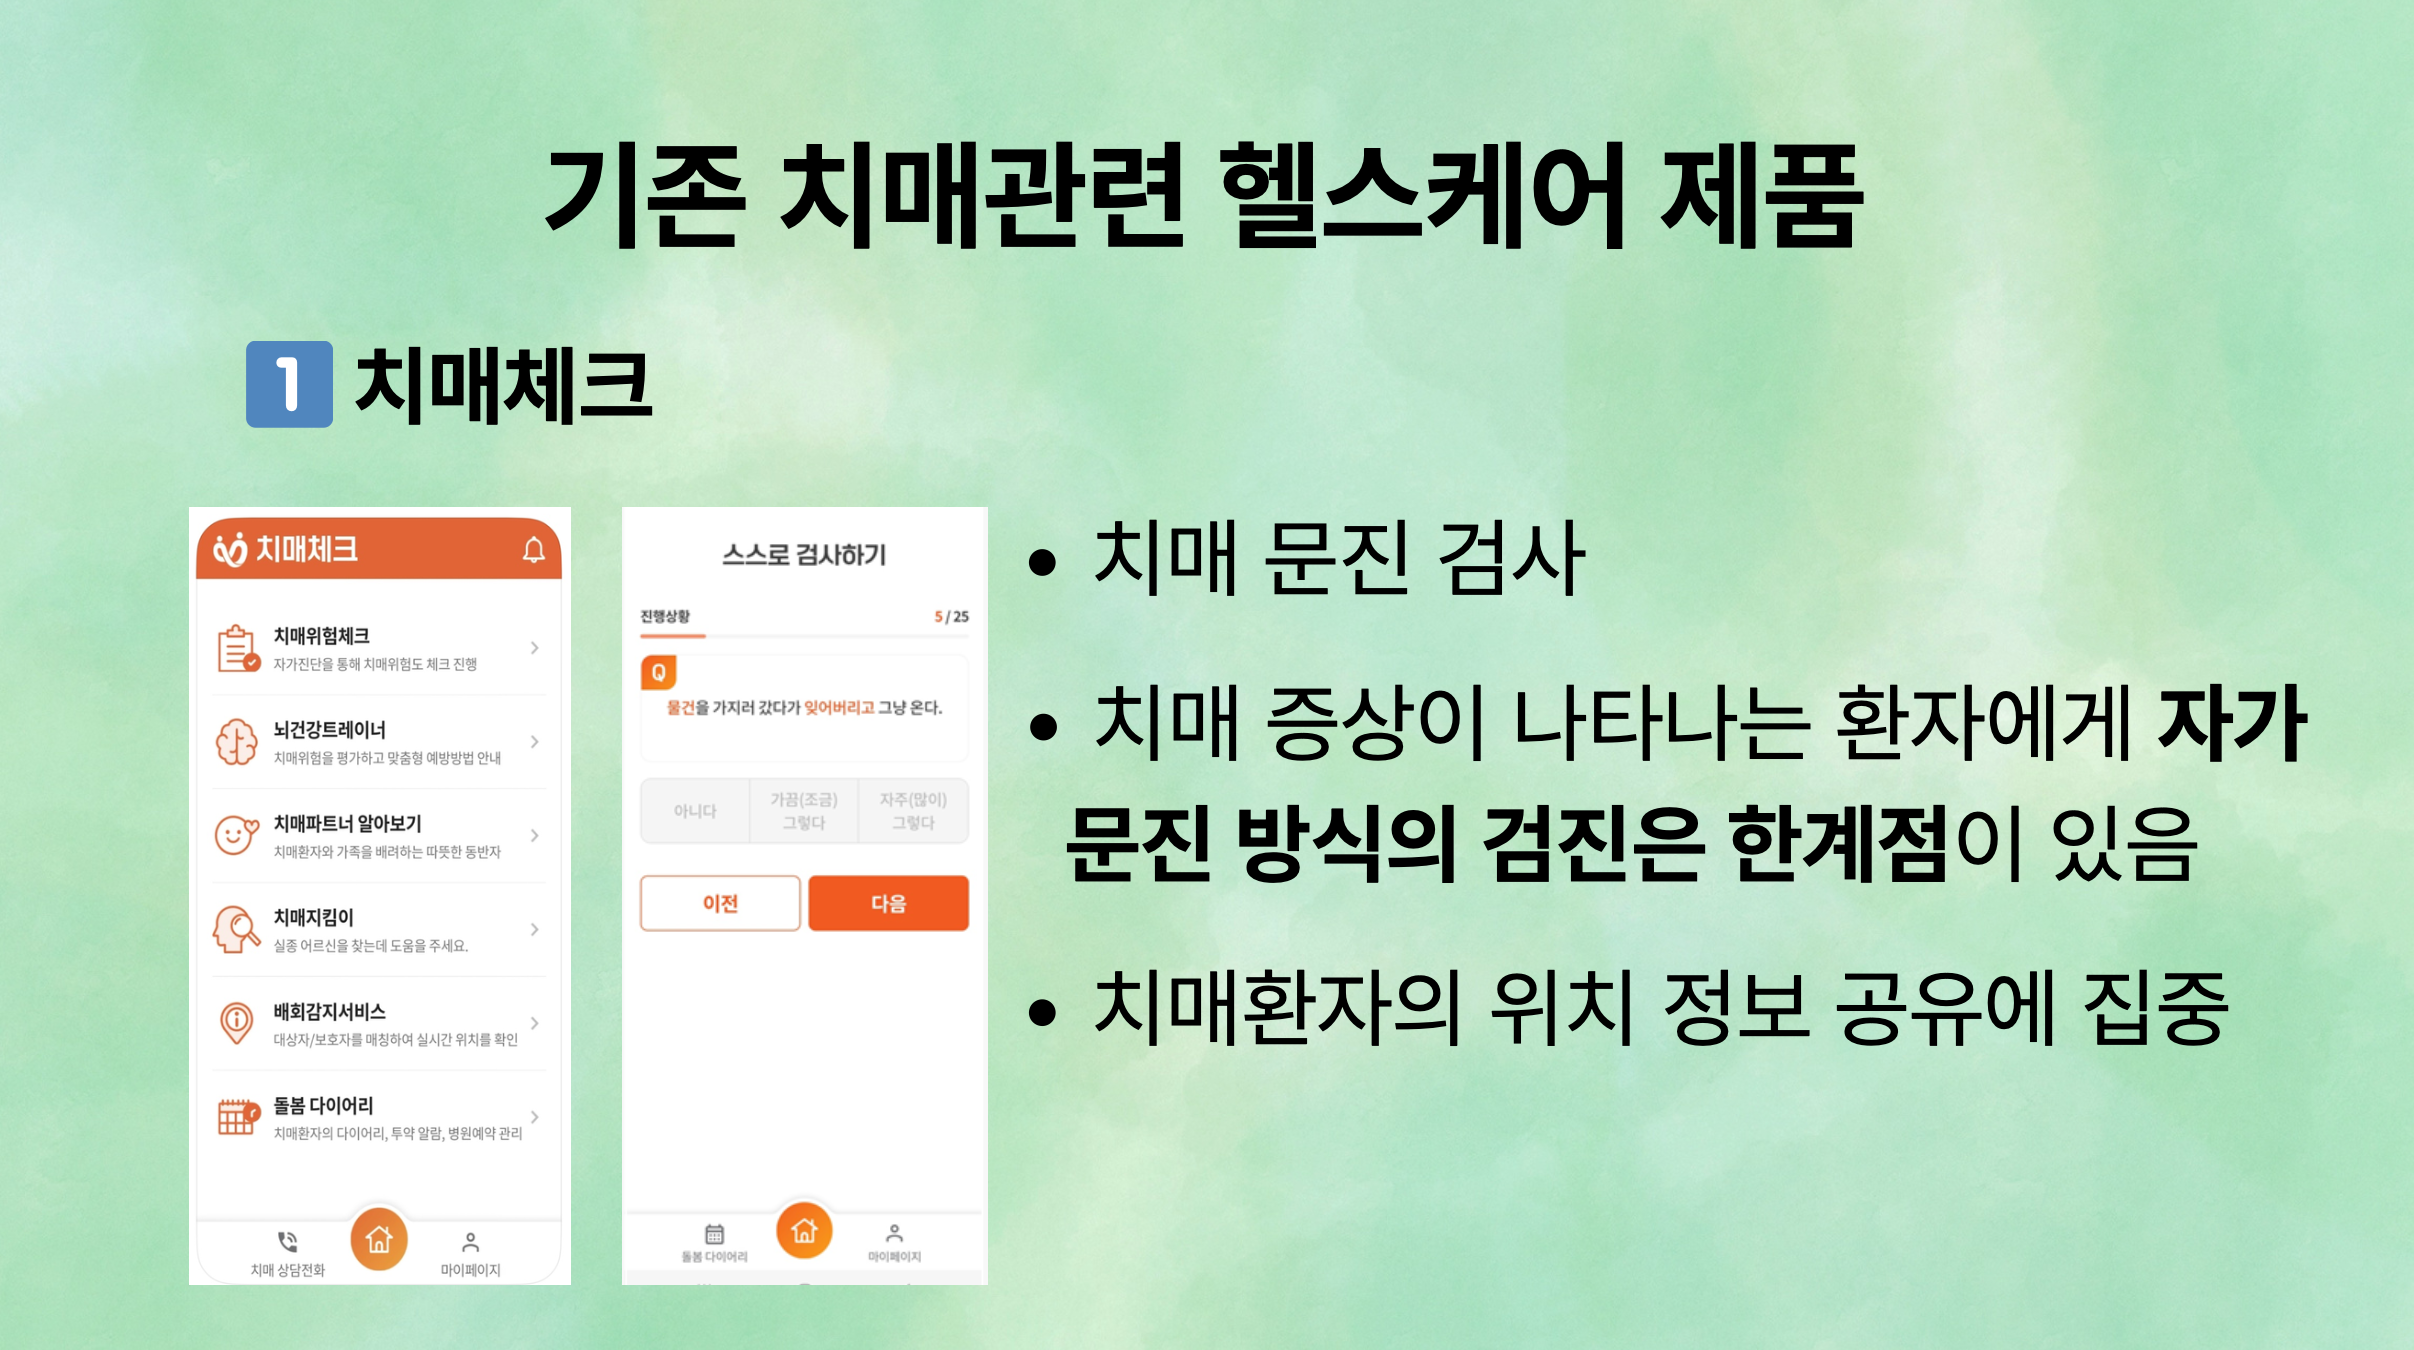 기존 치매관련 헬스케어 제품
1 치매체크
치매체크
치매위험체크
자가진단을 통해 치매위험도 체크 진행
뇌건강트레이너
치매위험을 평가하고 맞춤형 예방방법 안내
치매파트너 알아보기
치매환자와 가족을 배려하는 따뜻한 동반자
치매지킴이
실종 어르신을 찾는데 도움을 주세요.
배회감지서비스
대상자/보호자를 매칭하여 실시간 위치를 확인
돌봄 다이어리
치매환자의 다이어리, 투약 알람, 병원예약 관리
치매 상담전화
마이페이지
스스로 검사하기
진행상황 5 / 25
Q
물건을 가지러 갔다가 잊어버리고 그냥 온다.
아니다
가끔(조금)
그렇다
자주(많이)
그렇다
이전
다음
돌봄 다이어리
마이페이지
• 치매 문진 검사
• 치매 증상이 나타나는 환자에게 자가
문진 방식의 검진은 한계점이 있음
• 치매환자의 위치 정보 공유에 집중